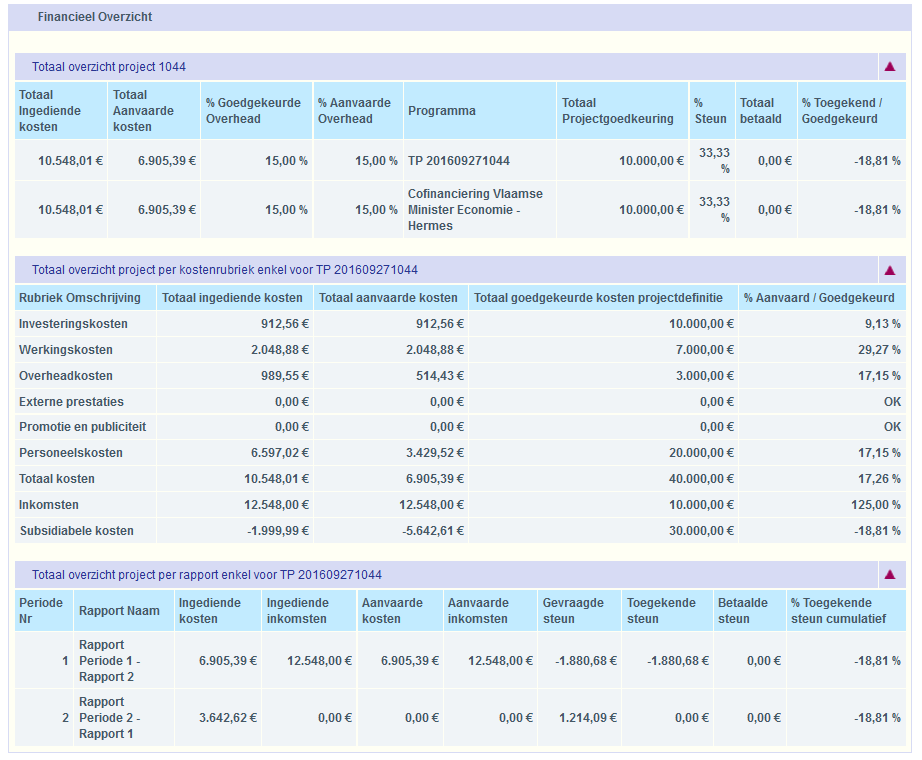 Financieel Overzicht
Totaal overzicht project 1044
Totaal Ingediende kosten | Totaal Aanvaarde kosten | % Goedgekeurde Overhead | % Aanvaarde Overhead | Programma | Totaal Projectgoedkeuring | % Steun | Totaal betaald | % Toegekend / Goedgekeurd
10.548,01 € | 6.905,39 € | 15,00 % | 15,00 % | TP 201609271044 | 10.000,00 € | 33,33 % | 0,00 € | -18,81 %
10.548,01 € | 6.905,39 € | 15,00 % | 15,00 % | Cofinanciering Vlaamse Minister Economie - Hermes | 10.000,00 € | 33,33 % | 0,00 € | -18,81 %
Totaal overzicht project per kostenrubriek enkel voor TP 201609271044
Rubriek Omschrijving | Totaal ingediende kosten | Totaal aanvaarde kosten | Totaal goedgekeurde kosten projectdefinitie | % Aanvaard / Goedgekeurd
Investeringskosten | 912,56 € | 912,56 € | 10.000,00 € | 9,13 %
Werkingskosten | 2.048,88 € | 2.048,88 € | 7.000,00 € | 29,27 %
Overheadkosten | 989,55 € | 514,43 € | 3.000,00 € | 17,15 %
Externe prestaties | 0,00 € | 0,00 € | 0,00 € | OK
Promotie en publiciteit | 0,00 € | 0,00 € | 0,00 € | OK
Personeelskosten | 6.597,02 € | 3.429,52 € | 20.000,00 € | 17,15 %
Totaal kosten | 10.548,01 € | 6.905,39 € | 40.000,00 € | 17,26 %
Inkomsten | 12.548,00 € | 12.548,00 € | 10.000,00 € | 125,00 %
Subsidiabele kosten | -1.999,99 € | -5.642,61 € | 30.000,00 € | -18,81 %
Totaal overzicht project per rapport enkel voor TP 201609271044
Periode Nr | Rapport Naam | Ingediende kosten | Ingediende inkomsten | Aanvaarde kosten | Aanvaarde inkomsten | Gevraagde steun | Toegekende steun | Betaalde steun | % Toegekende steun cumulatief
1 | Rapport Periode 1 - Rapport 2 | 6.905,39 € | 12.548,00 € | 6.905,39 € | 12.548,00 € | -1.880,68 € | -1.880,68 € | 0,00 € | -18,81 %
2 | Rapport Periode 2 - Rapport 1 | 3.642,62 € | 0,00 € | 0,00 € | 0,00 € | 1.214,09 € | 0,00 € | 0,00 € | -18,81 %